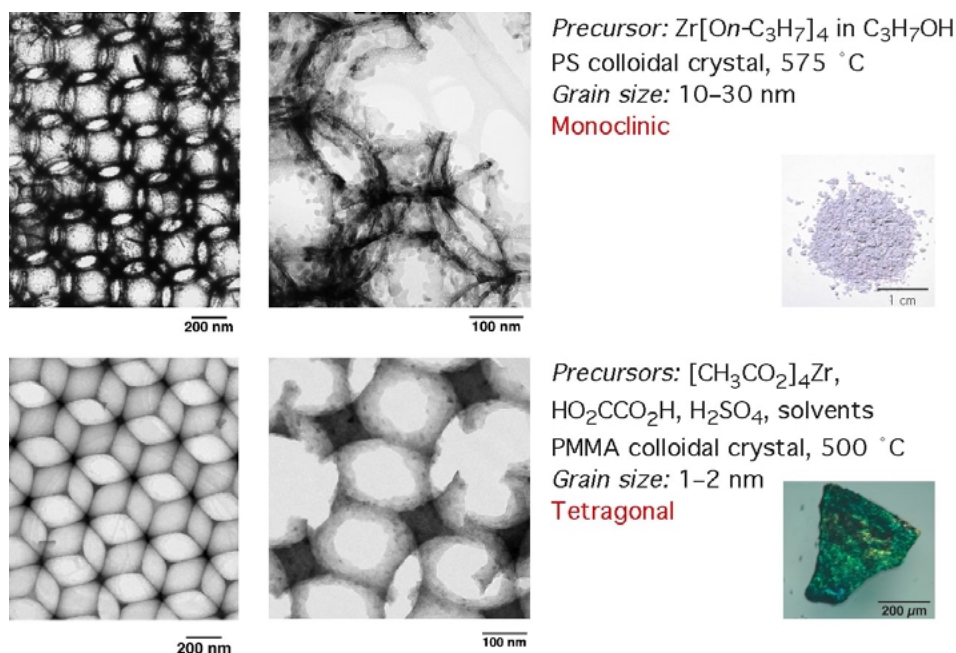 Precursor: Zr[On-C₃H₇]₄ in C₃H₇OH
PS colloidal crystal, 575 ˚C
Grain size: 10–30 nm
Monoclinic
1 cm
200 nm
100 nm
Precursors: [CH₃CO₂]₄Zr,
HO₂CCO₂H, H₂SO₄, solvents
PMMA colloidal crystal, 500 ˚C
Grain size: 1–2 nm
Tetragonal
200 µm
200 nm
100 nm